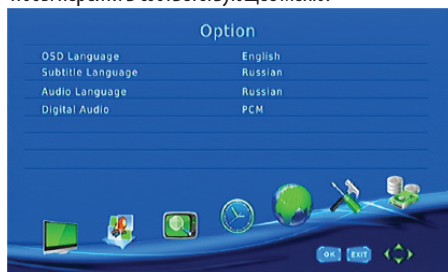 Option
OSD Language English
Subtitle Language Russian
Audio Language Russian
Digital Audio PCM
OK EXIT